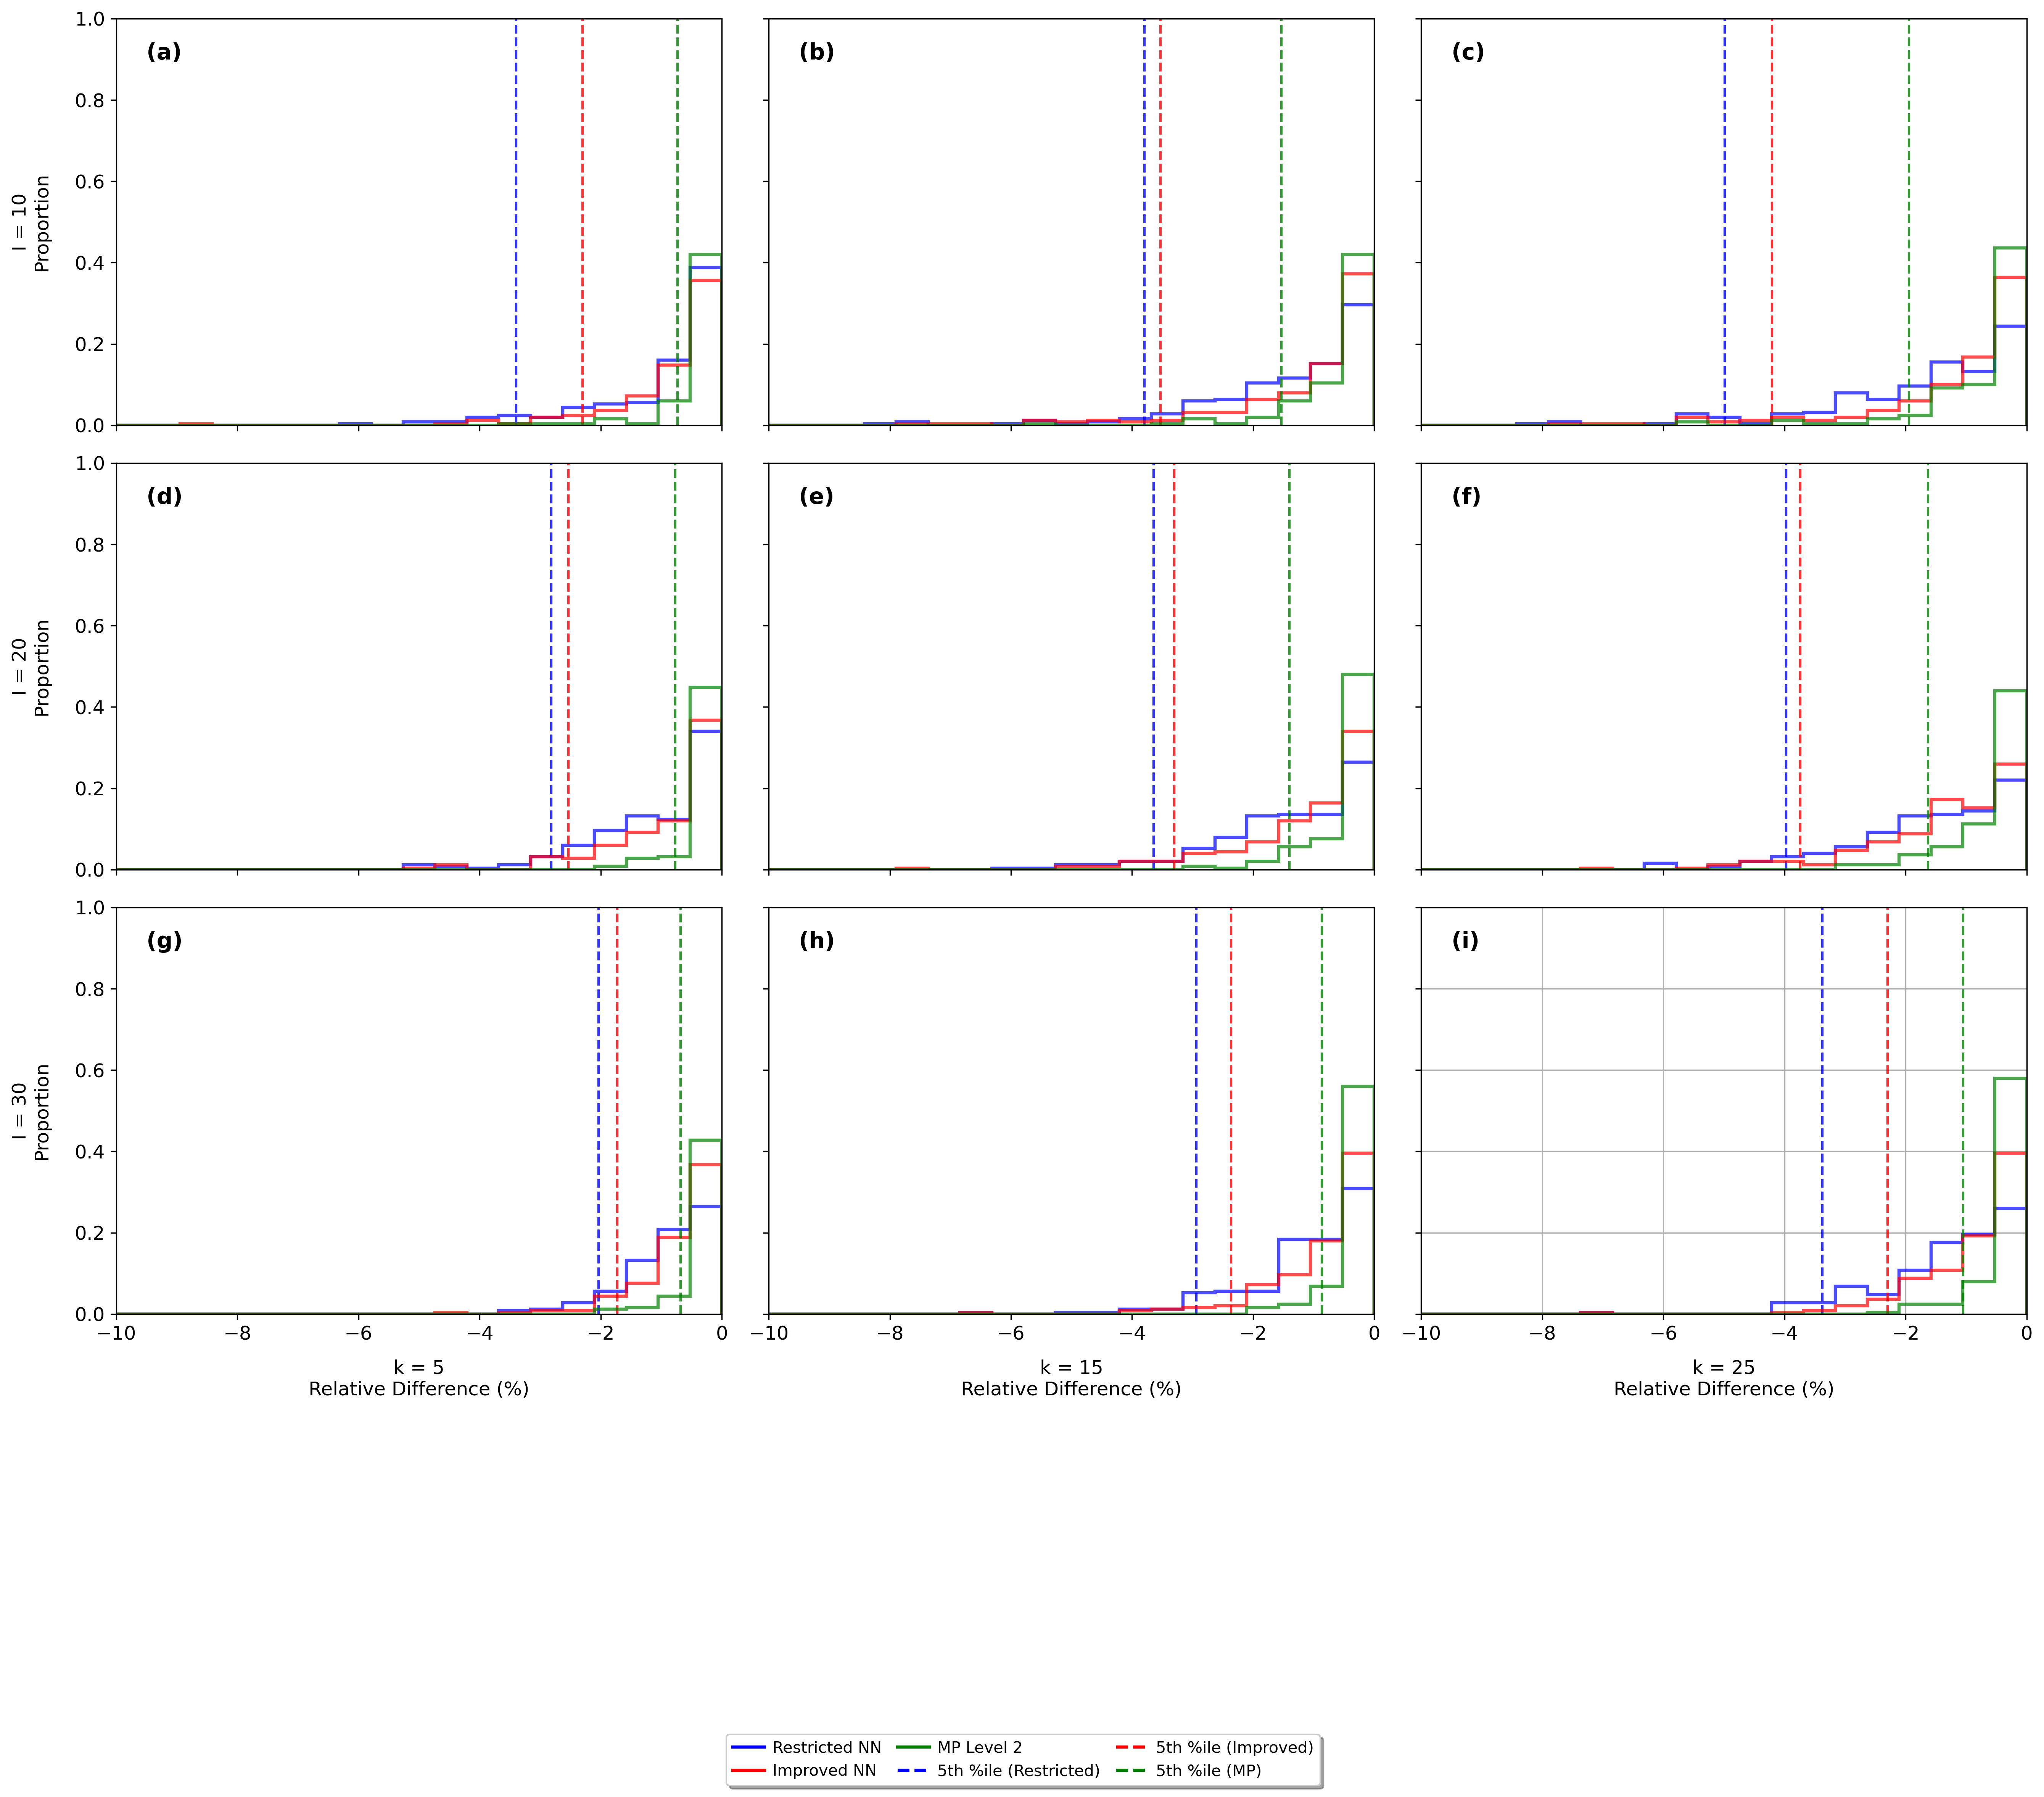 (a)
(b)
(c)
1.0
0.8
0.6
0.4
0.2
0.0
I = 10
Proportion
(d)
(e)
(f)
1.0
0.8
0.6
0.4
0.2
0.0
I = 20
Proportion
(g)
(h)
(i)
1.0
0.8
0.6
0.4
0.2
0.0
I = 30
Proportion
−10 −8 −6 −4 −2 0
−10 −8 −6 −4 −2 0
−10 −8 −6 −4 −2 0
k = 5
Relative Difference (%)
k = 15
Relative Difference (%)
k = 25
Relative Difference (%)
Restricted NN
Improved NN
MP Level 2
5th %ile (Restricted)
5th %ile (Improved)
5th %ile (MP)